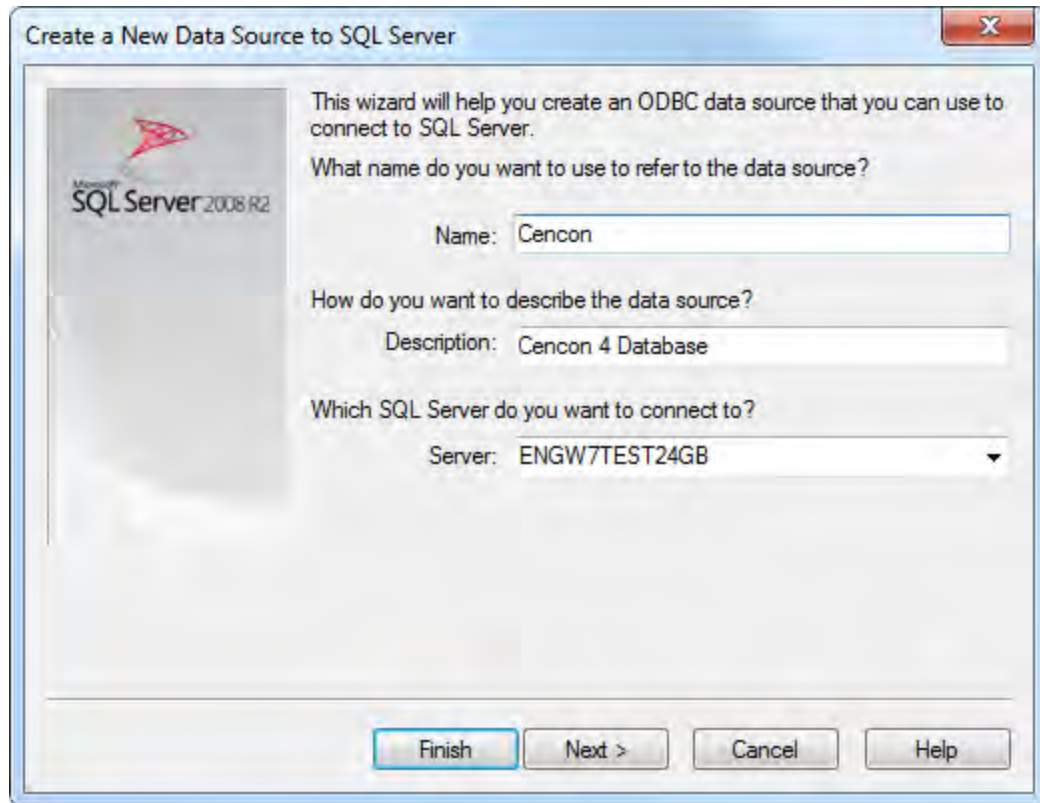 Create a New Data Source to SQL Server
This wizard will help you create an ODBC data source that you can use to
connect to SQL Server.
What name do you want to use to refer to the data source?
Microsoft
SQL Server 2008 R2
Name: Cencon
How do you want to describe the data source?
Description: Cencon 4 Database
Which SQL Server do you want to connect to?
Server: ENGW7TEST24GB
Finish Next > Cancel Help